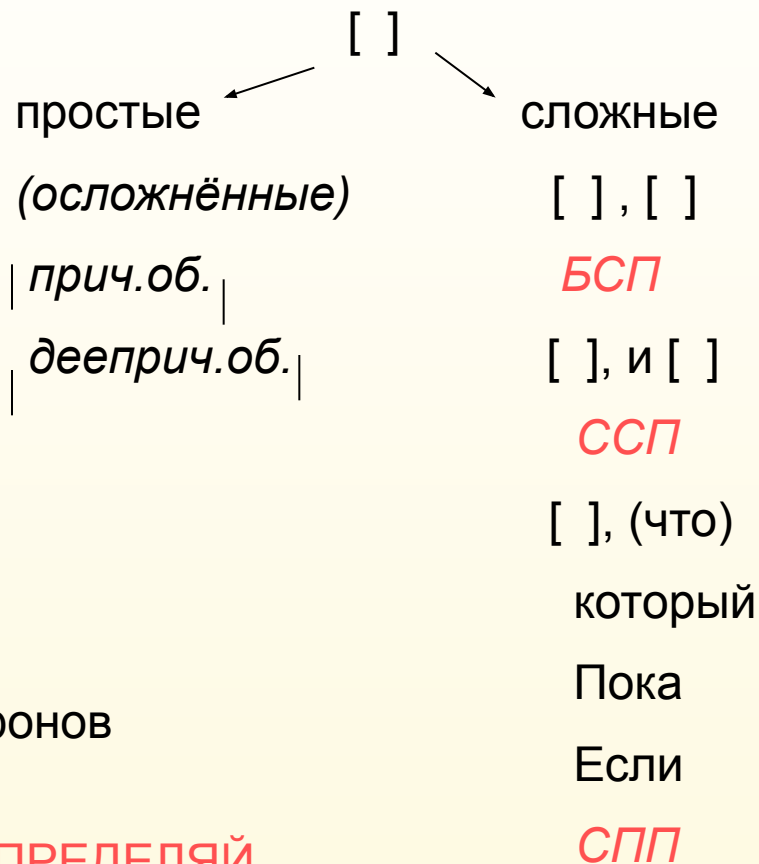 [ ]
простые сложные
(осложнённые) [ ] , [ ]
прич.об. БСП
дееприч.об. [ ], и [ ]
ССП
[ ], (что)
который
Пока
Если
СПП